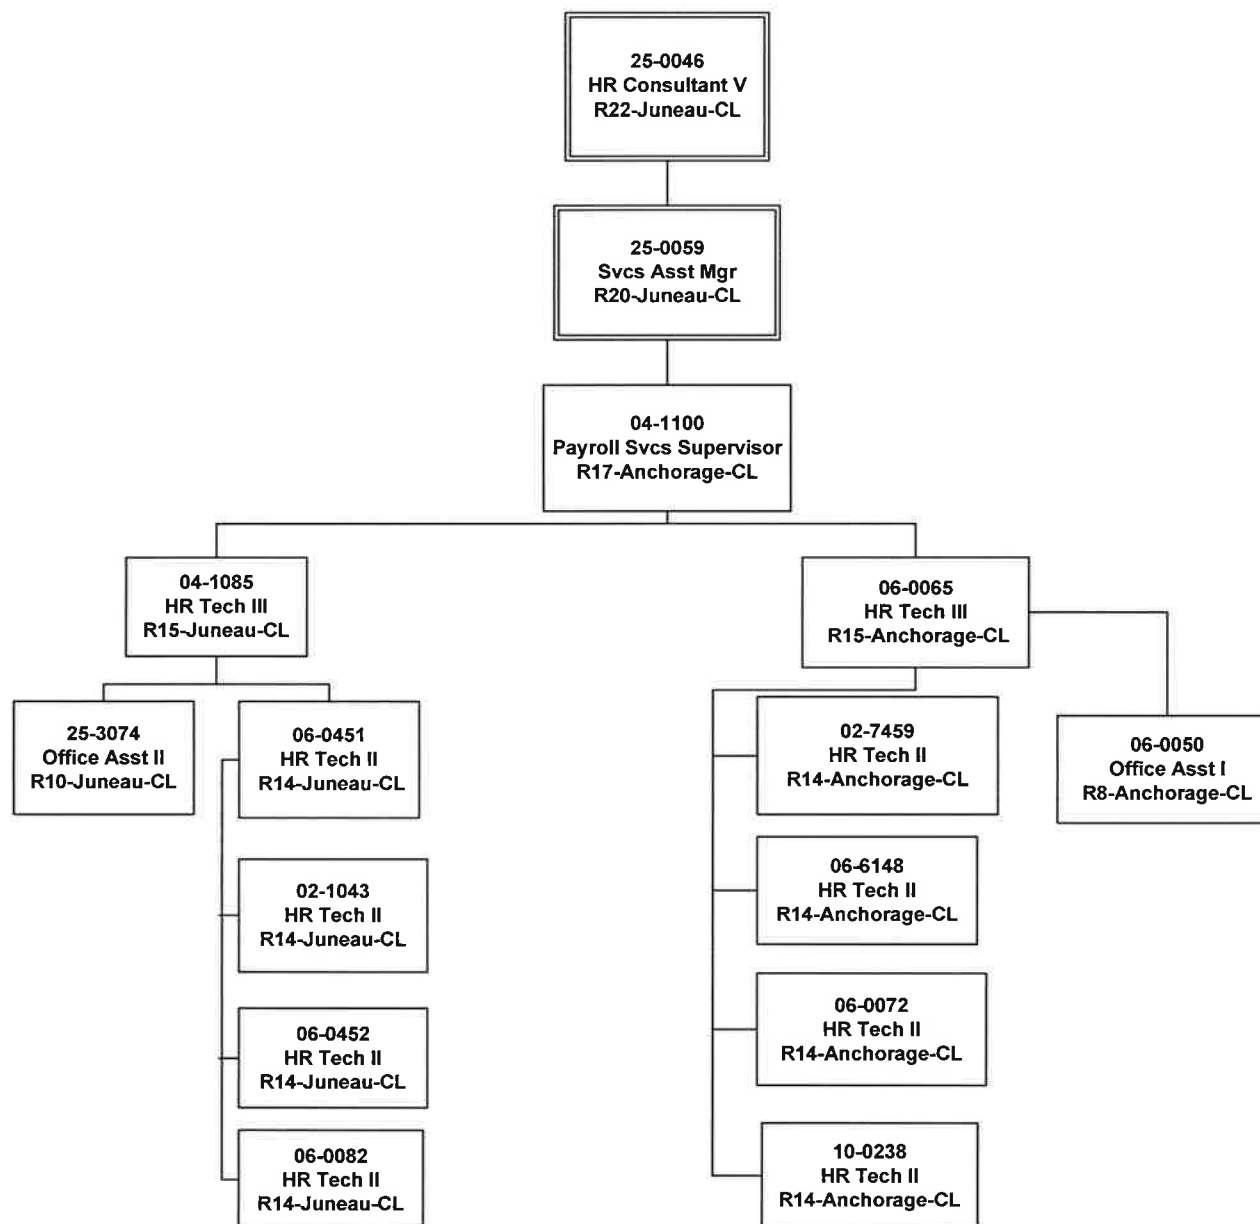 25-0046
HR Consultant V
R22-Juneau-CL
25-0059
Svcs Asst Mgr
R20-Juneau-CL
04-1100
Payroll Svcs Supervisor
R17-Anchorage-CL
04-1085
HR Tech III
R15-Juneau-CL
06-0065
HR Tech III
R15-Anchorage-CL
25-3074
Office Asst II
R10-Juneau-CL
06-0451
HR Tech II
R14-Juneau-CL
02-7459
HR Tech II
R14-Anchorage-CL
06-0050
Office Asst I
R8-Anchorage-CL
02-1043
HR Tech II
R14-Juneau-CL
06-6148
HR Tech II
R14-Anchorage-CL
06-0452
HR Tech II
R14-Juneau-CL
06-0072
HR Tech II
R14-Anchorage-CL
06-0082
HR Tech II
R14-Juneau-CL
10-0238
HR Tech II
R14-Anchorage-CL